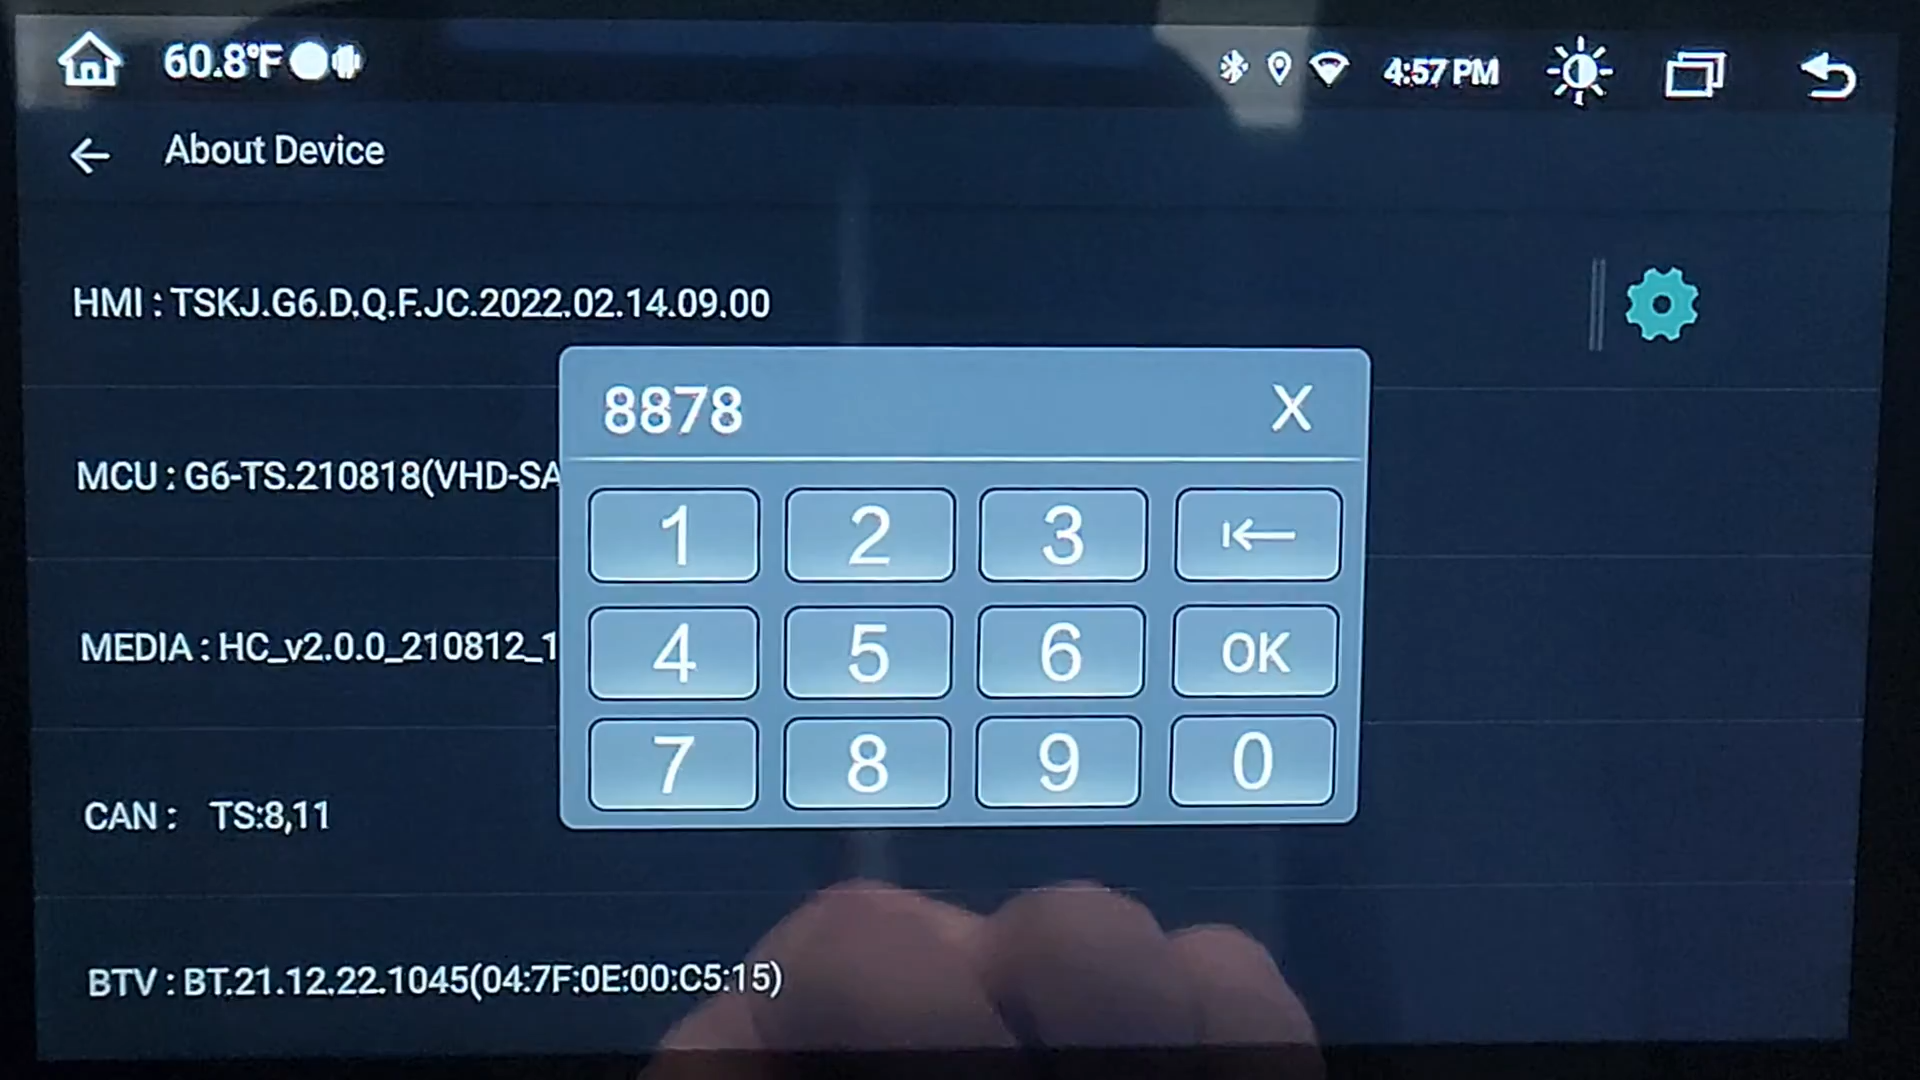 60.8°F
4:57 PM
About Device
HMI : TSKJ.G6.D.Q.F.JC.2022.02.14.09.00
8878 X
MCU : G6-TS.210818(VHD-SA
1 2 3
MEDIA : HC_v2.0.0_210812_1
4 5 6 OK
7 8 9 0
CAN : TS:8,11
BTV : BT.21.12.22.1045(04:7F:0E:00:C5:15)